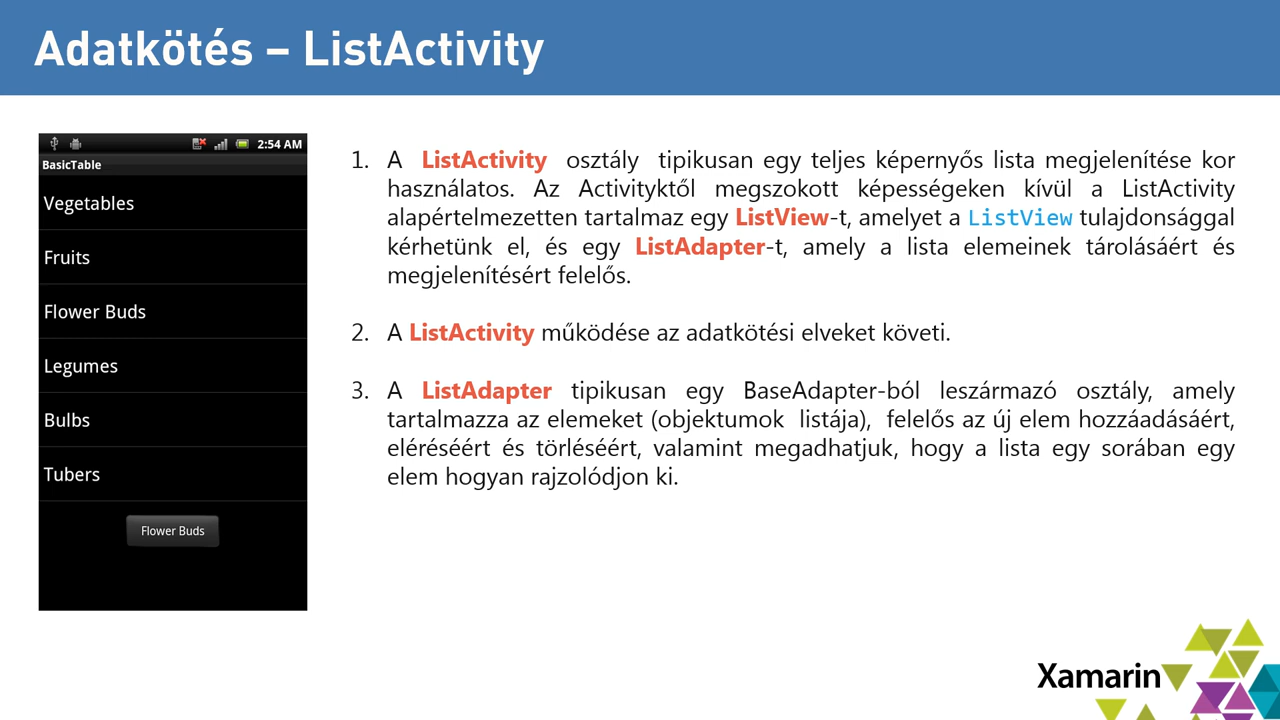 Adatkötés – ListActivity
2:54 AM
BasicTable
Vegetables
Fruits
Flower Buds
Legumes
Bulbs
Tubers
Flower Buds
1. A ListActivity osztály tipikusan egy teljes képernyős lista megjelenítése kor
használatos. Az Activityktől megszokott képességeken kívül a ListActivity
alapértelmezetten tartalmaz egy ListView-t, amelyet a ListView tulajdonsággal
kérhetünk el, és egy ListAdapter-t, amely a lista elemeinek tárolásáért és
megjelenítésért felelős.
2. A ListActivity működése az adatkötési elveket követi.
3. A ListAdapter tipikusan egy BaseAdapter-ból leszármazó osztály, amely
tartalmazza az elemeket (objektumok listája), felelős az új elem hozzáadásáért,
eléréséért és törléséért, valamint megadhatjuk, hogy a lista egy sorában egy
elem hogyan rajzolódjon ki.
Xamarin